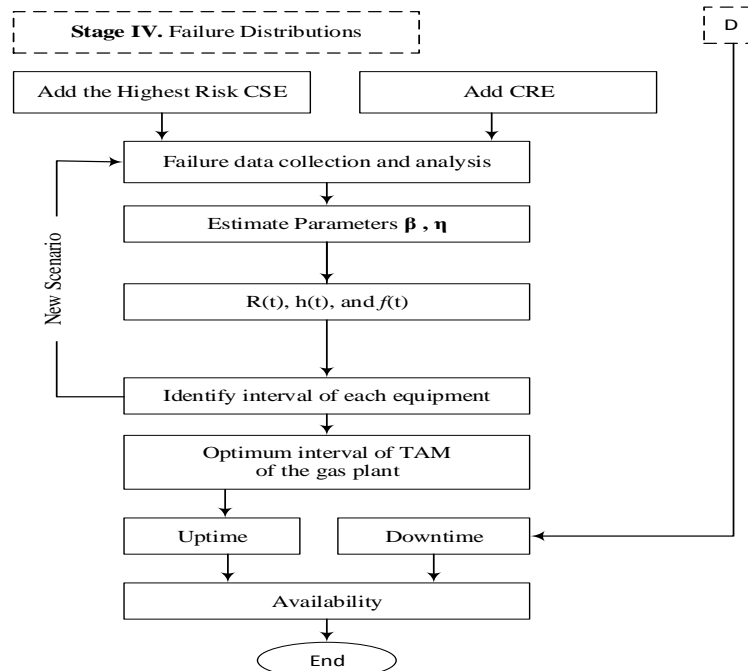 Stage IV. Failure Distributions
D
Add the Highest Risk CSE
Add CRE
Failure data collection and analysis
Estimate Parameters β , η
R(t), h(t), and f(t)
New Scenario
Identify interval of each equipment
Optimum interval of TAM
of the gas plant
Uptime
Downtime
Availability
End